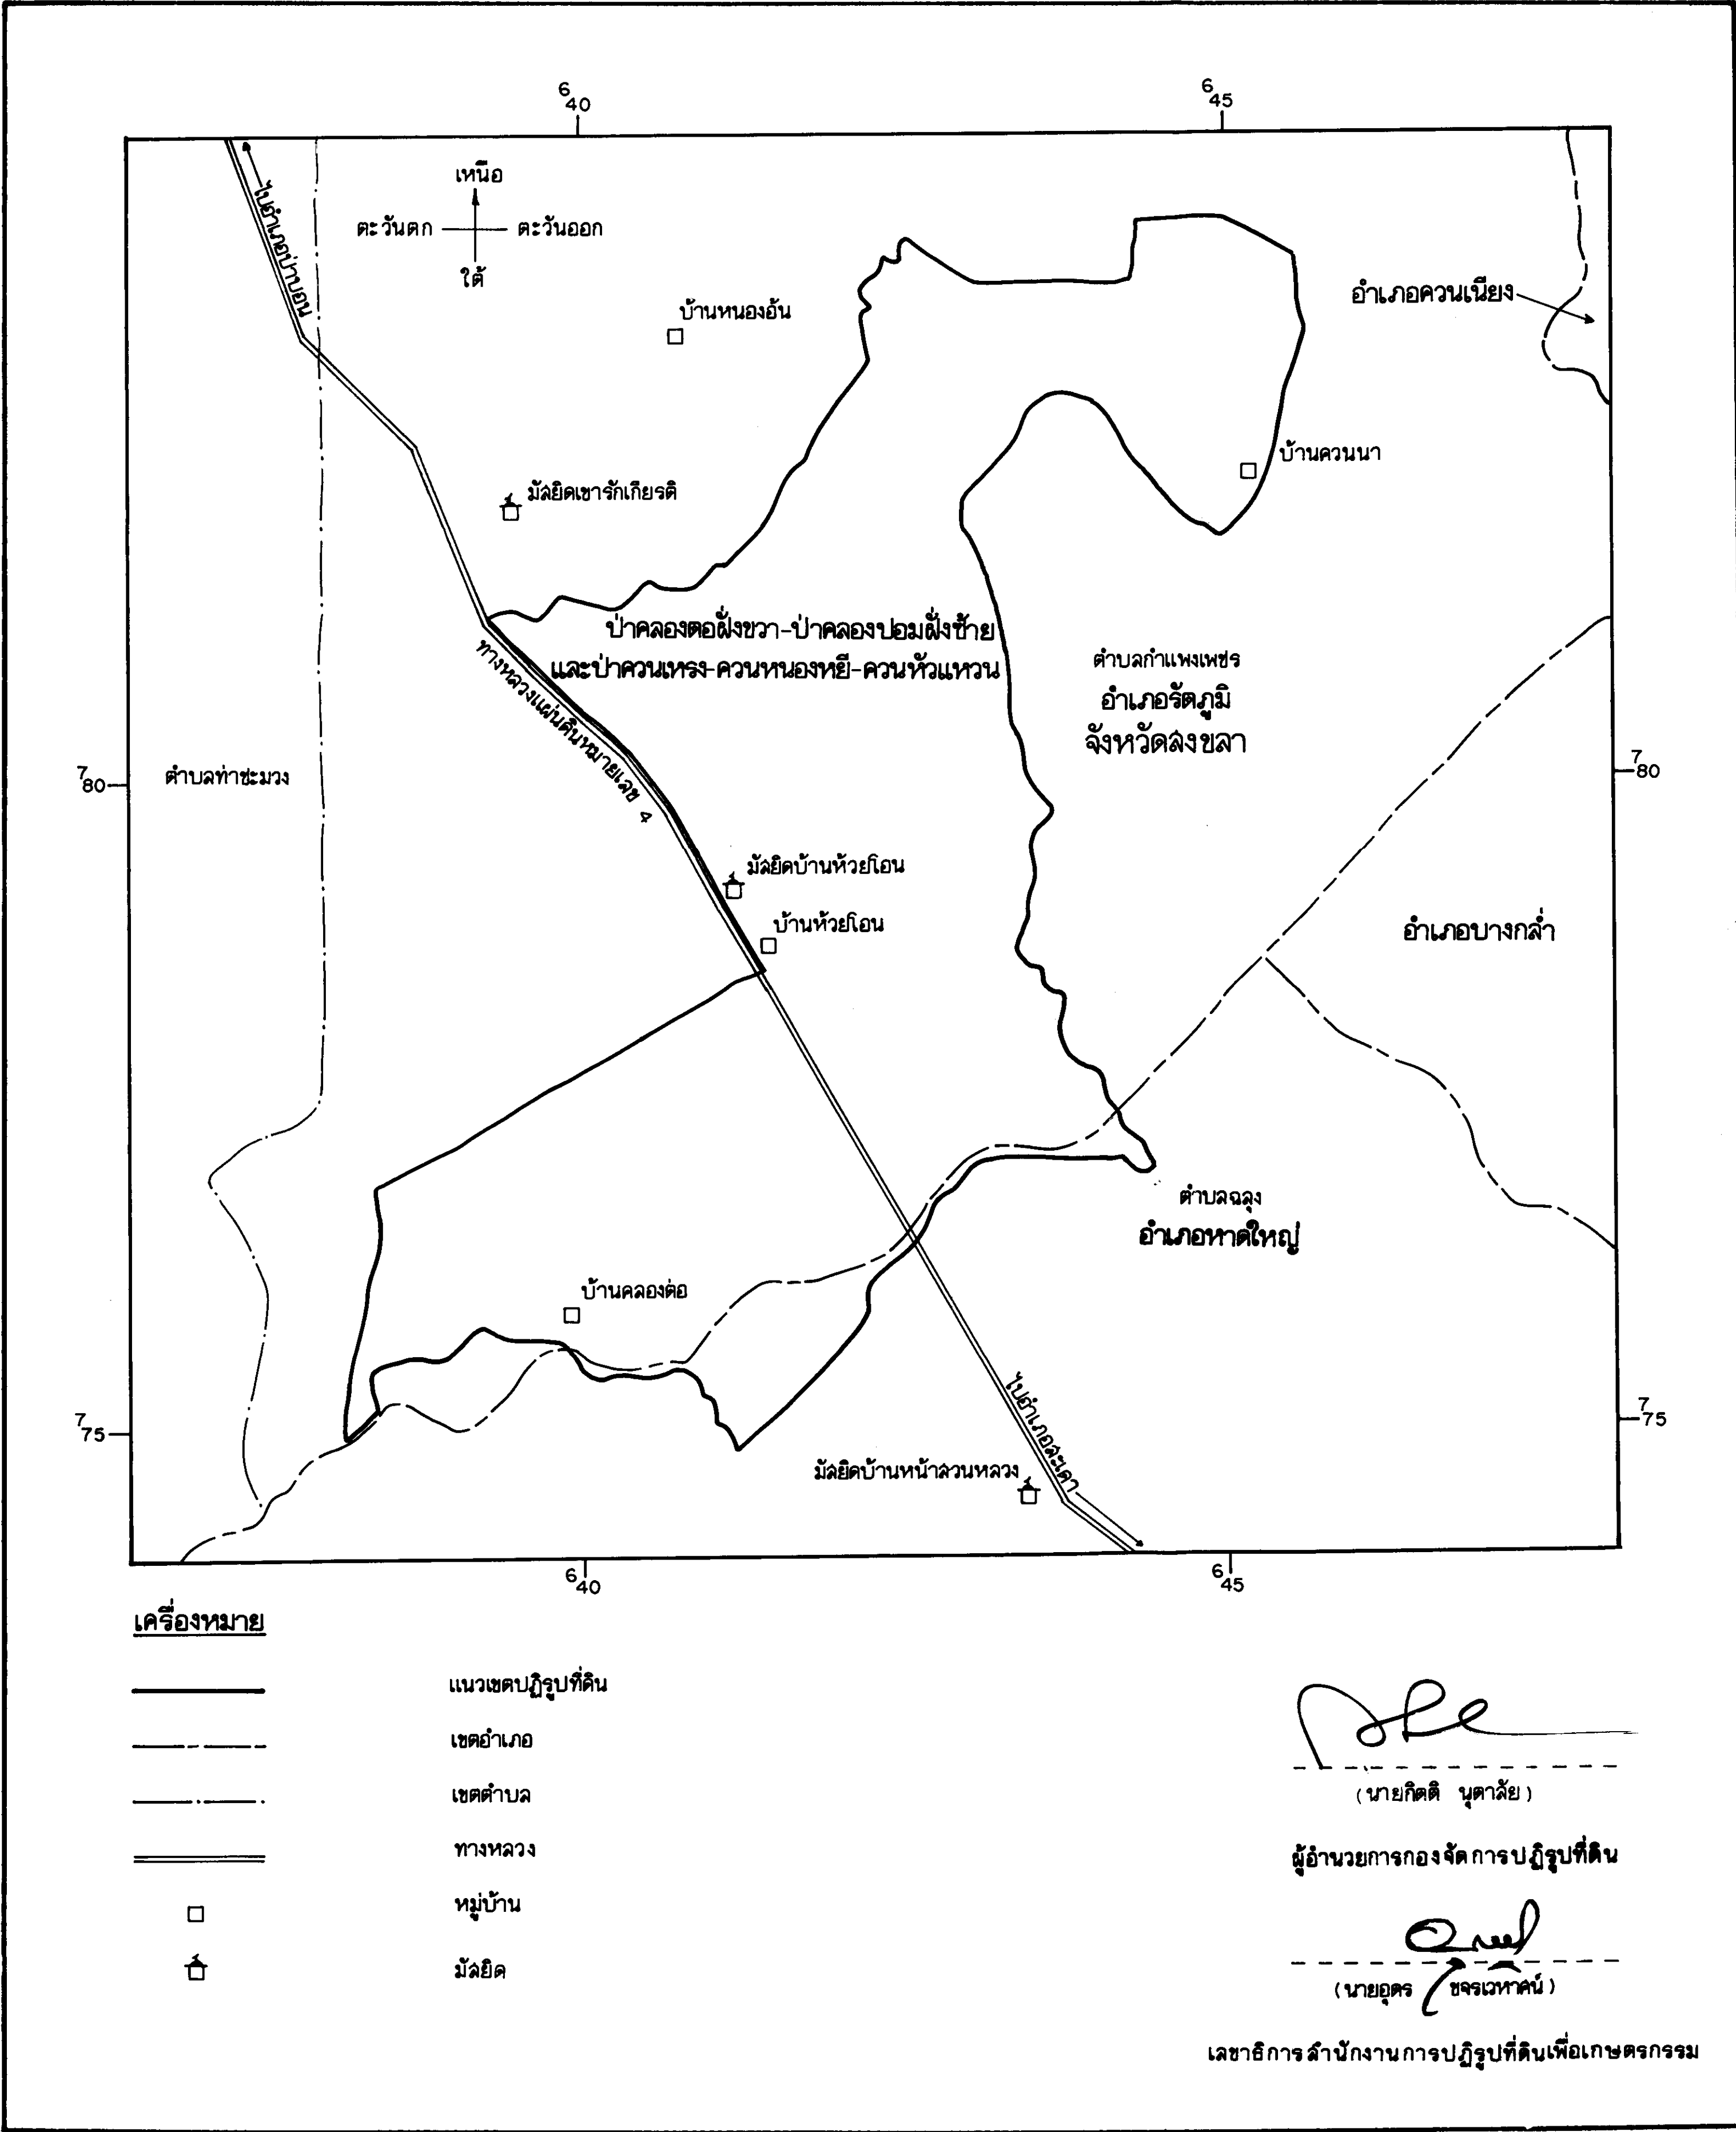 6 40
6 45
เหนือ
ตะวันตก
ตะวันออก
ใต้
ไปอำเภอป่าบอน
บ้านหนองอ้น
อำเภอควนเนียง
บ้านควนนา
มัสยิดเขารักเกียรติ
ป่าคลองตอฝั่งขวา-ป่าคลองปอมฝั่งซ้าย
และป่าควนเหรง-ควนหนองหยี-ควนหัวแหวน
ทางหลวงแผ่นดินหมายเลข 4
ตำบลกำแพงเพชร
อำเภอรัตภูมิ
จังหวัดสงขลา
7 80
ตำบลท่าชะมวง
7 80
มัสยิดบ้านห้วยโอน
บ้านห้วยโอน
อำเภอบางกล่ำ
ตำบลฉลุง
อำเภอหาดใหญ่
บ้านคลองต่อ
7 75
7 75
ไปอำเภอสะเดา
มัสยิดบ้านหน้าสวนหลวง
6 40
6 45
เครื่องหมาย
แนวเขตปฏิรูปที่ดิน
เขตอำเภอ
เขตตำบล
ทางหลวง
หมู่บ้าน
มัสยิด
(นายกิตติ นุตาลัย)
ผู้อำนวยการกองจัดการปฏิรูปที่ดิน
(นายอุดร ขจรเวหาศน์)
เลขาธิการสำนักงานการปฏิรูปที่ดินเพื่อเกษตรกรรม